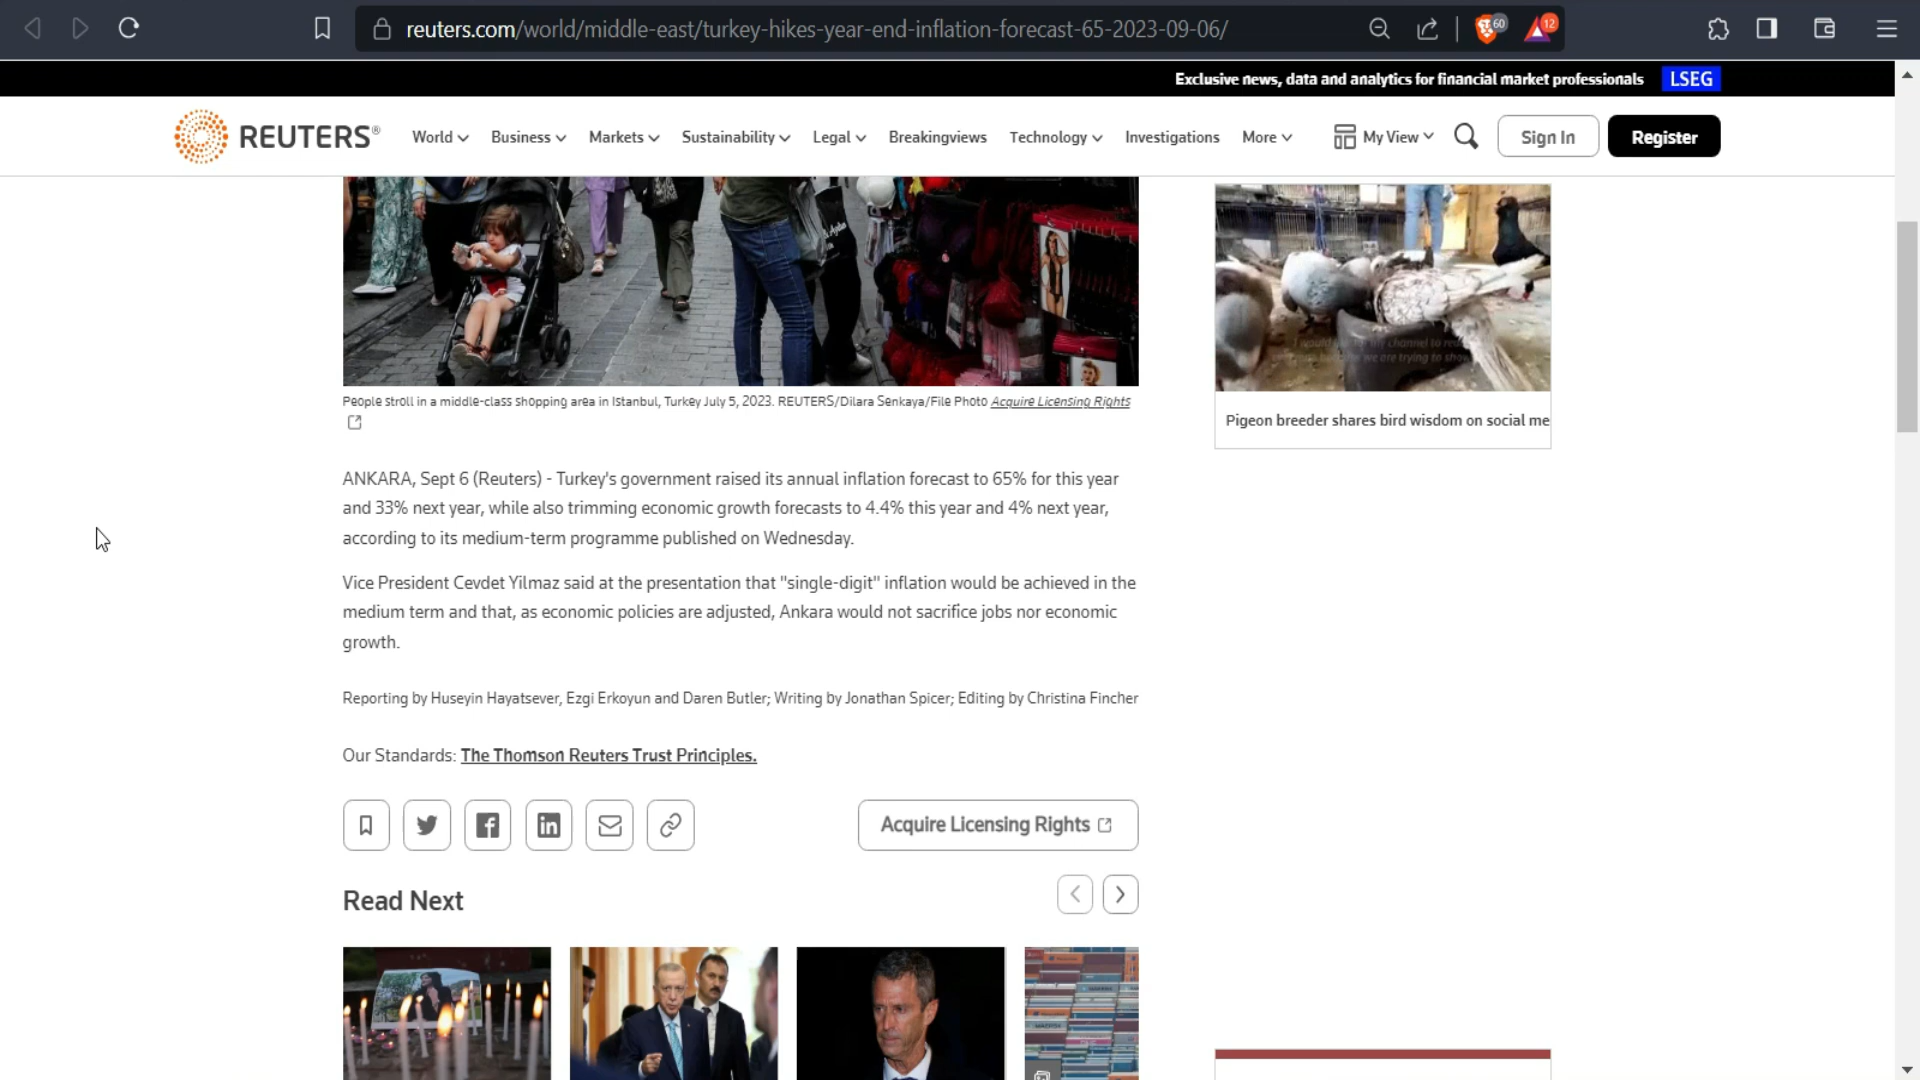 reuters.com/world/middle-east/turkey-hikes-year-end-inflation-forecast-65-2023-09-06/
60
12
Exclusive news, data and analytics for financial market professionals LSEG
REUTERS®
World Business Markets Sustainability Legal Breakingviews Technology Investigations More My View Sign In Register
People stroll in a middle-class shopping area in Istanbul, Turkey July 5, 2023. REUTERS/Dilara Senkaya/File Photo Acquire Licensing Rights
Pigeon breeder shares bird wisdom on social me
ANKARA, Sept 6 (Reuters) - Turkey's government raised its annual inflation forecast to 65% for this year
and 33% next year, while also trimming economic growth forecasts to 4.4% this year and 4% next year,
according to its medium-term programme published on Wednesday.
Vice President Cevdet Yilmaz said at the presentation that "single-digit" inflation would be achieved in the
medium term and that, as economic policies are adjusted, Ankara would not sacrifice jobs nor economic
growth.
Reporting by Huseyin Hayatsever, Ezgi Erkoyun and Daren Butler; Writing by Jonathan Spicer; Editing by Christina Fincher
Our Standards: The Thomson Reuters Trust Principles.
Acquire Licensing Rights
Read Next